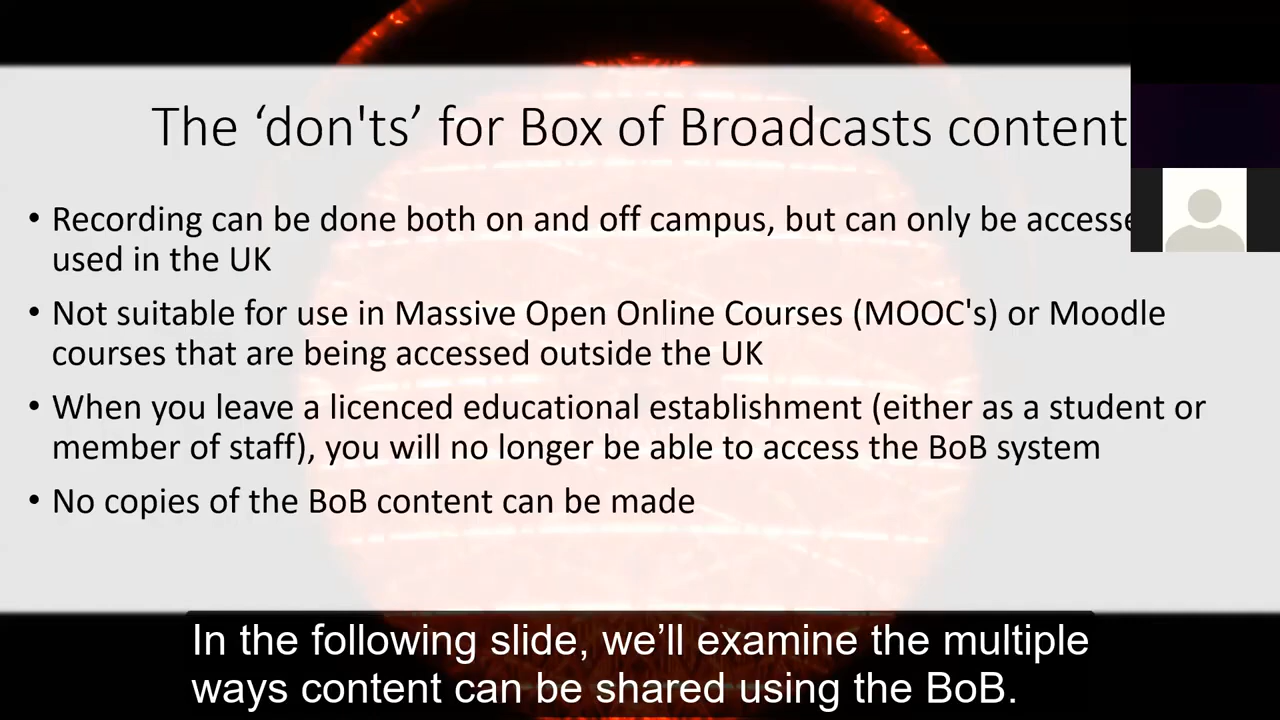 The ‘don'ts’ for Box of Broadcasts content
• Recording can be done both on and off campus, but can only be
used in the UK
• Not suitable for use in Massive Open Online Courses (MOOC's) or Moodle
courses that are being accessed outside the UK
• When you leave a licenced educational establishment (either as a student or
member of staff), you will no longer be able to access the BoB system
• No copies of the BoB content can be made
In the following slide, we’ll examine the multiple
ways content can be shared using the BoB.